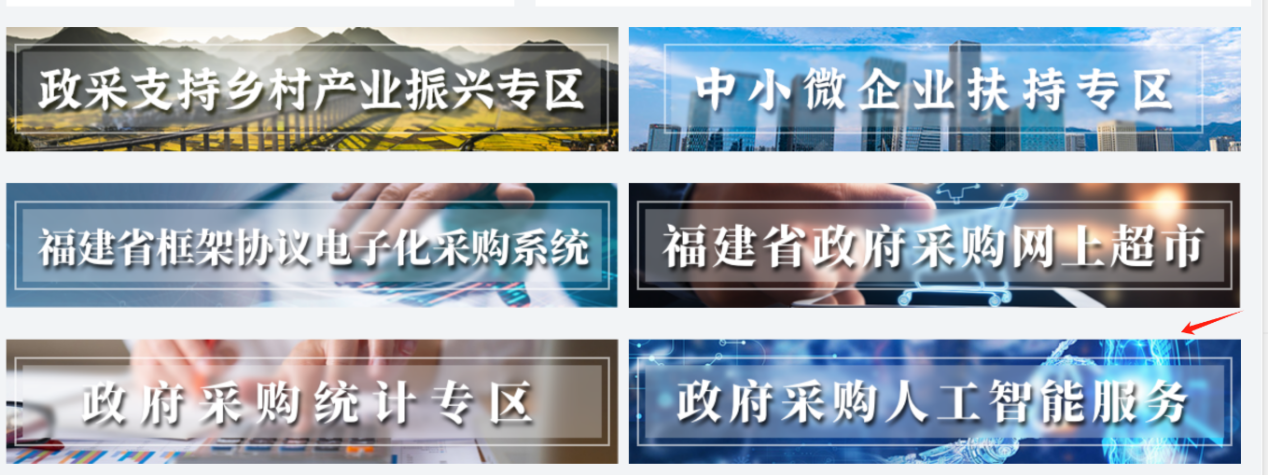 政采支持乡村产业振兴专区
中小微企业扶持专区
福建省框架协议电子化采购系统
福建省政府采购网上超市
政府采购统计专区
政府采购人工智能服务